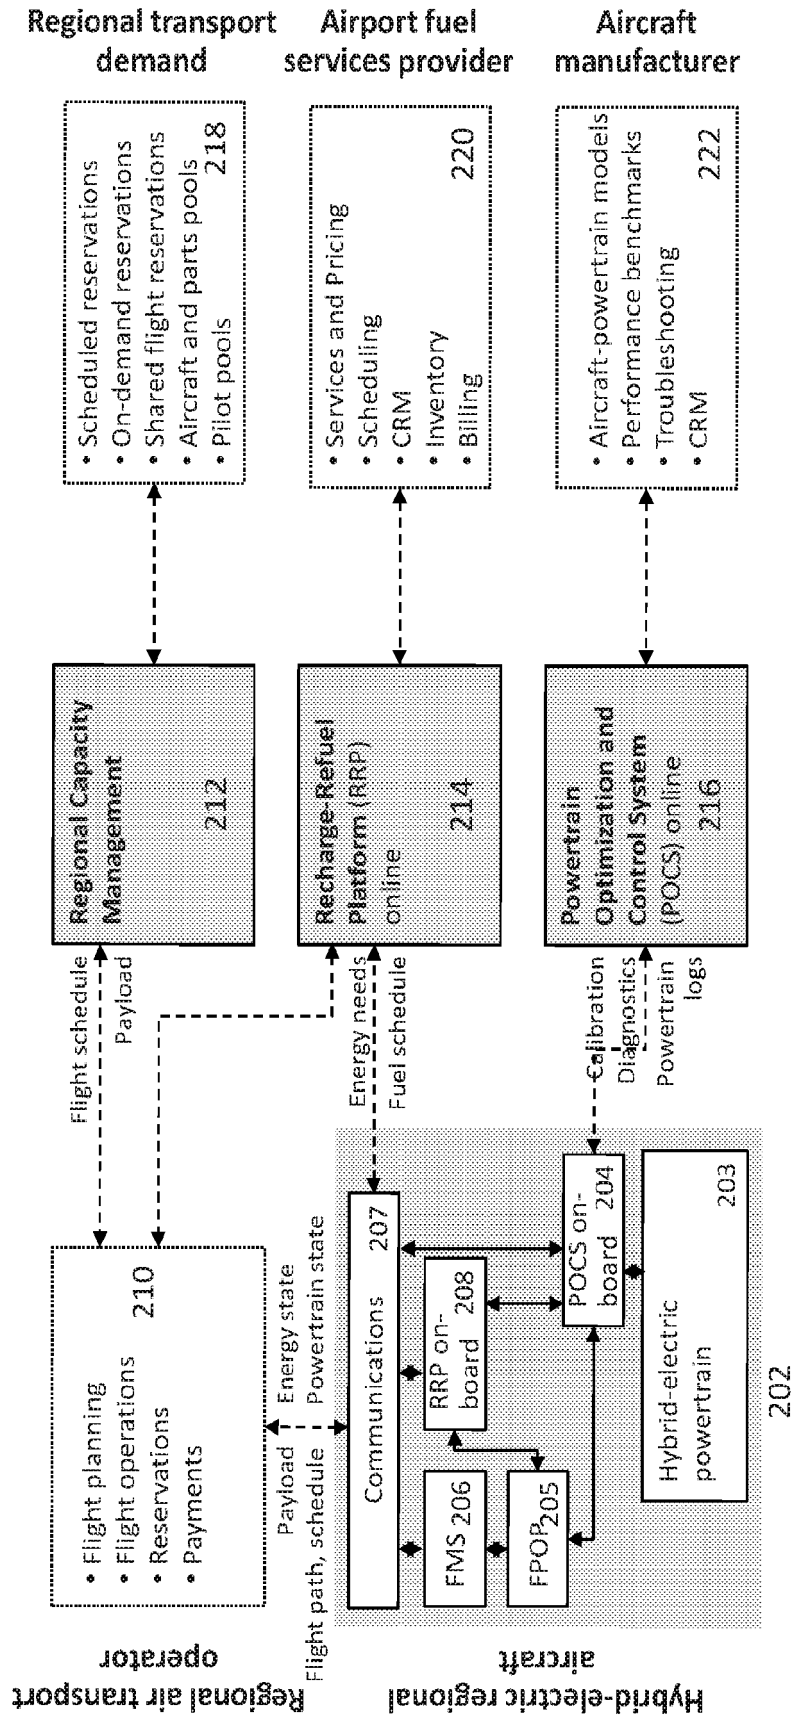 Regional air transport
operator
• Flight planning
• Flight operations
• Reservations
• Payments
210
Flight schedule
Payload
Regional Capacity
Management
212
• Scheduled reservations
• On-demand reservations
• Shared flight reservations
• Aircraft and parts pools
• Pilot pools
218
Regional transport
demand
Payload
Flight path, schedule
Energy state
Powertrain state
Hybrid-electric regional
aircraft
Communications
207
FMS 206
FPOP
205
RRP on-
board 208
POCS on-
board 204
Hybrid-electric
powertrain
203
202
Energy needs
Fuel schedule
Recharge-Refuel
Platform (RRP)
online
214
• Services and Pricing
• Scheduling
• CRM
• Inventory
• Billing
220
Airport fuel
services provider
Calibration
Diagnostics
Powertrain
logs
Powertrain
Optimization and
Control System
(POCS) online
216
• Aircraft-powertrain models
• Performance benchmarks
• Troubleshooting
• CRM
222
Aircraft
manufacturer